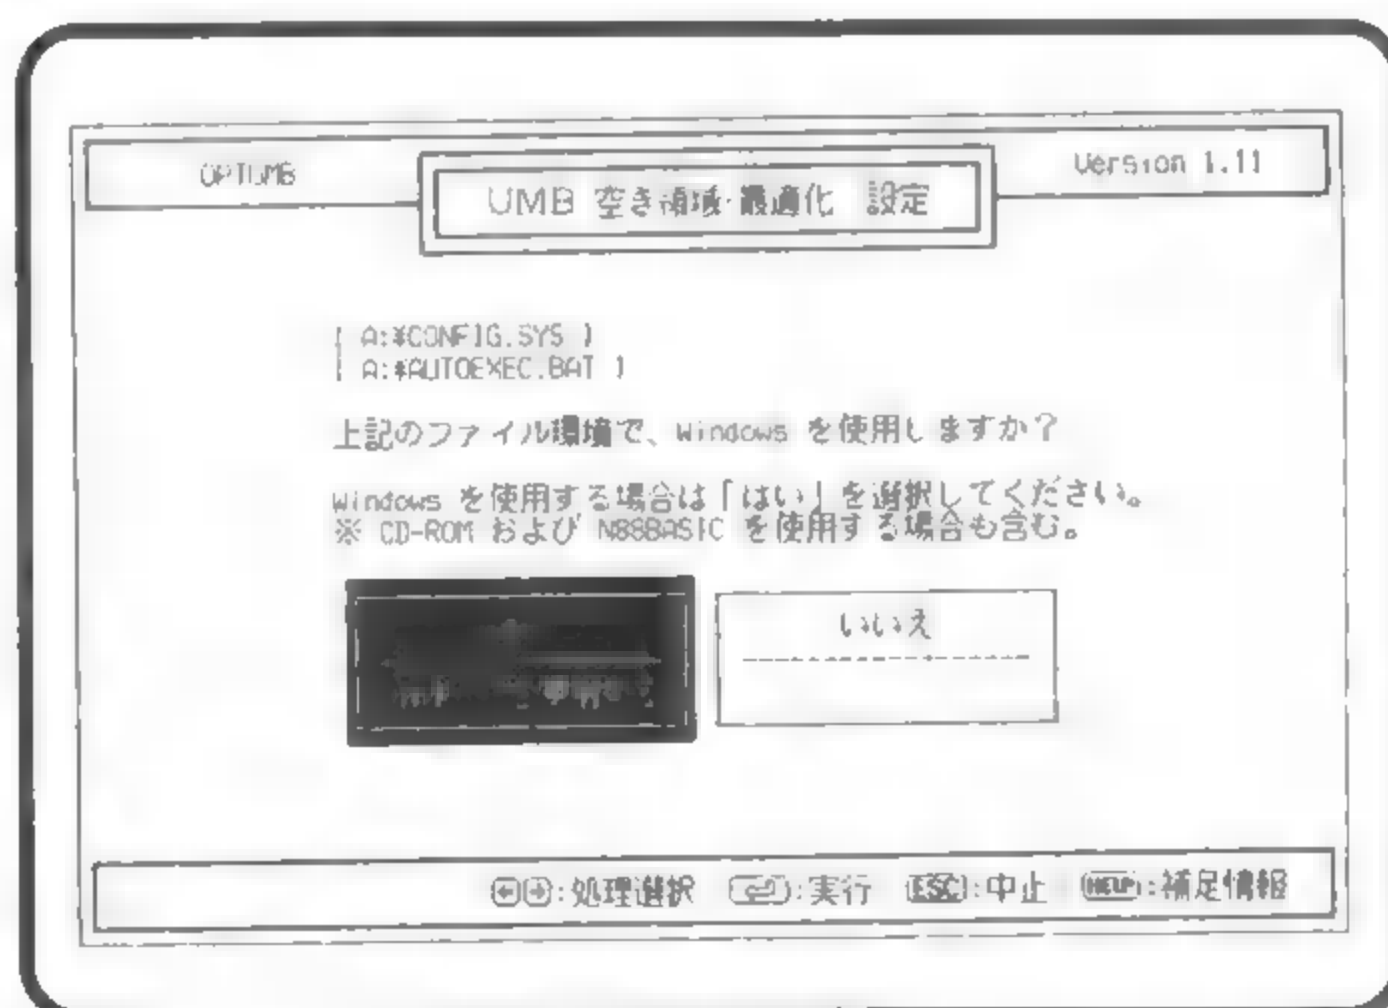 OPTUMB
UMB 空き領域・最適化 設定
Version 1.11
[ A:¥CONFIG.SYS ]
[ A:¥AUTOEXEC.BAT ]
上記のファイル環境で、Windows を使用しますか?
Windows を使用する場合は「はい」を選択してください。
※ CD-ROM および N88BASIC を使用する場合も含む。
いいえ
←→:処理選択 ⏎:実行 ESC:中止 HELP:補足情報